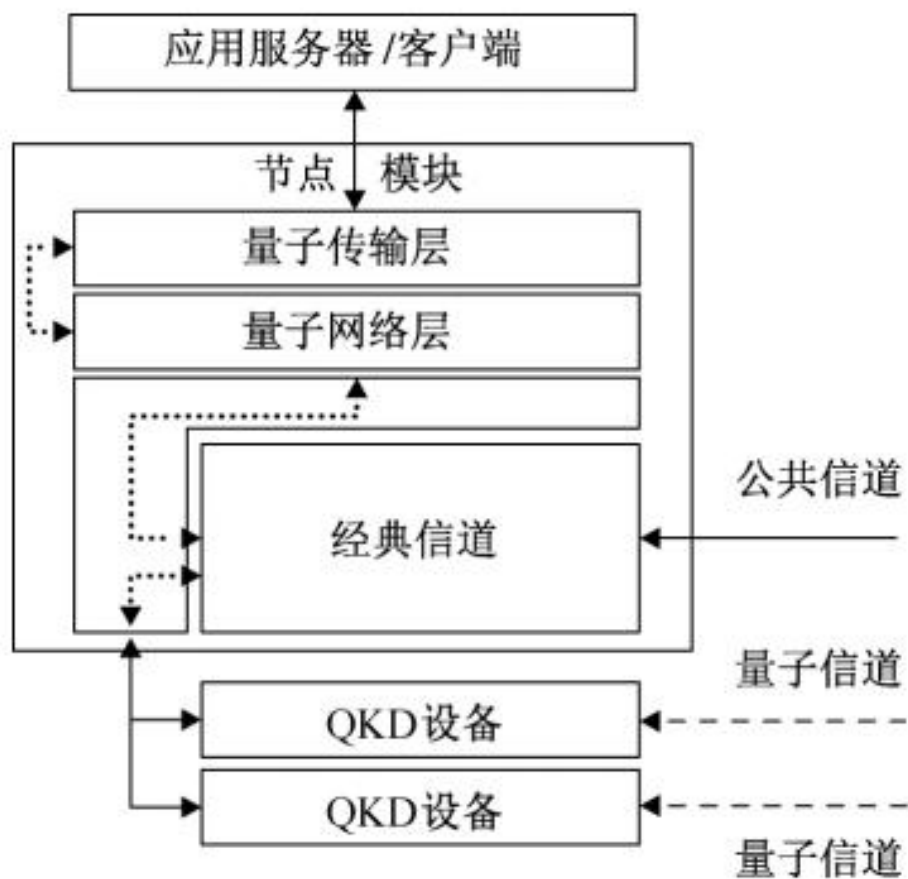 应用服务器/客户端
节点 模块
量子传输层
量子网络层
公共信道
经典信道
量子信道
QKD设备
QKD设备
量子信道